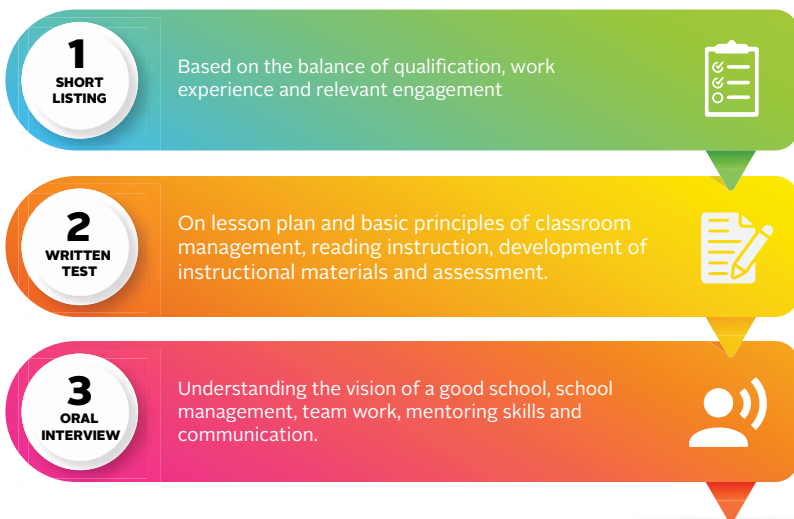 1
SHORT
LISTING
Based on the balance of qualification, work
experience and relevant engagement
2
WRITTEN
TEST
On lesson plan and basic principles of classroom
management, reading instruction, development of
instructional materials and assessment.
3
ORAL
INTERVIEW
Understanding the vision of a good school, school
management, team work, mentoring skills and
communication.